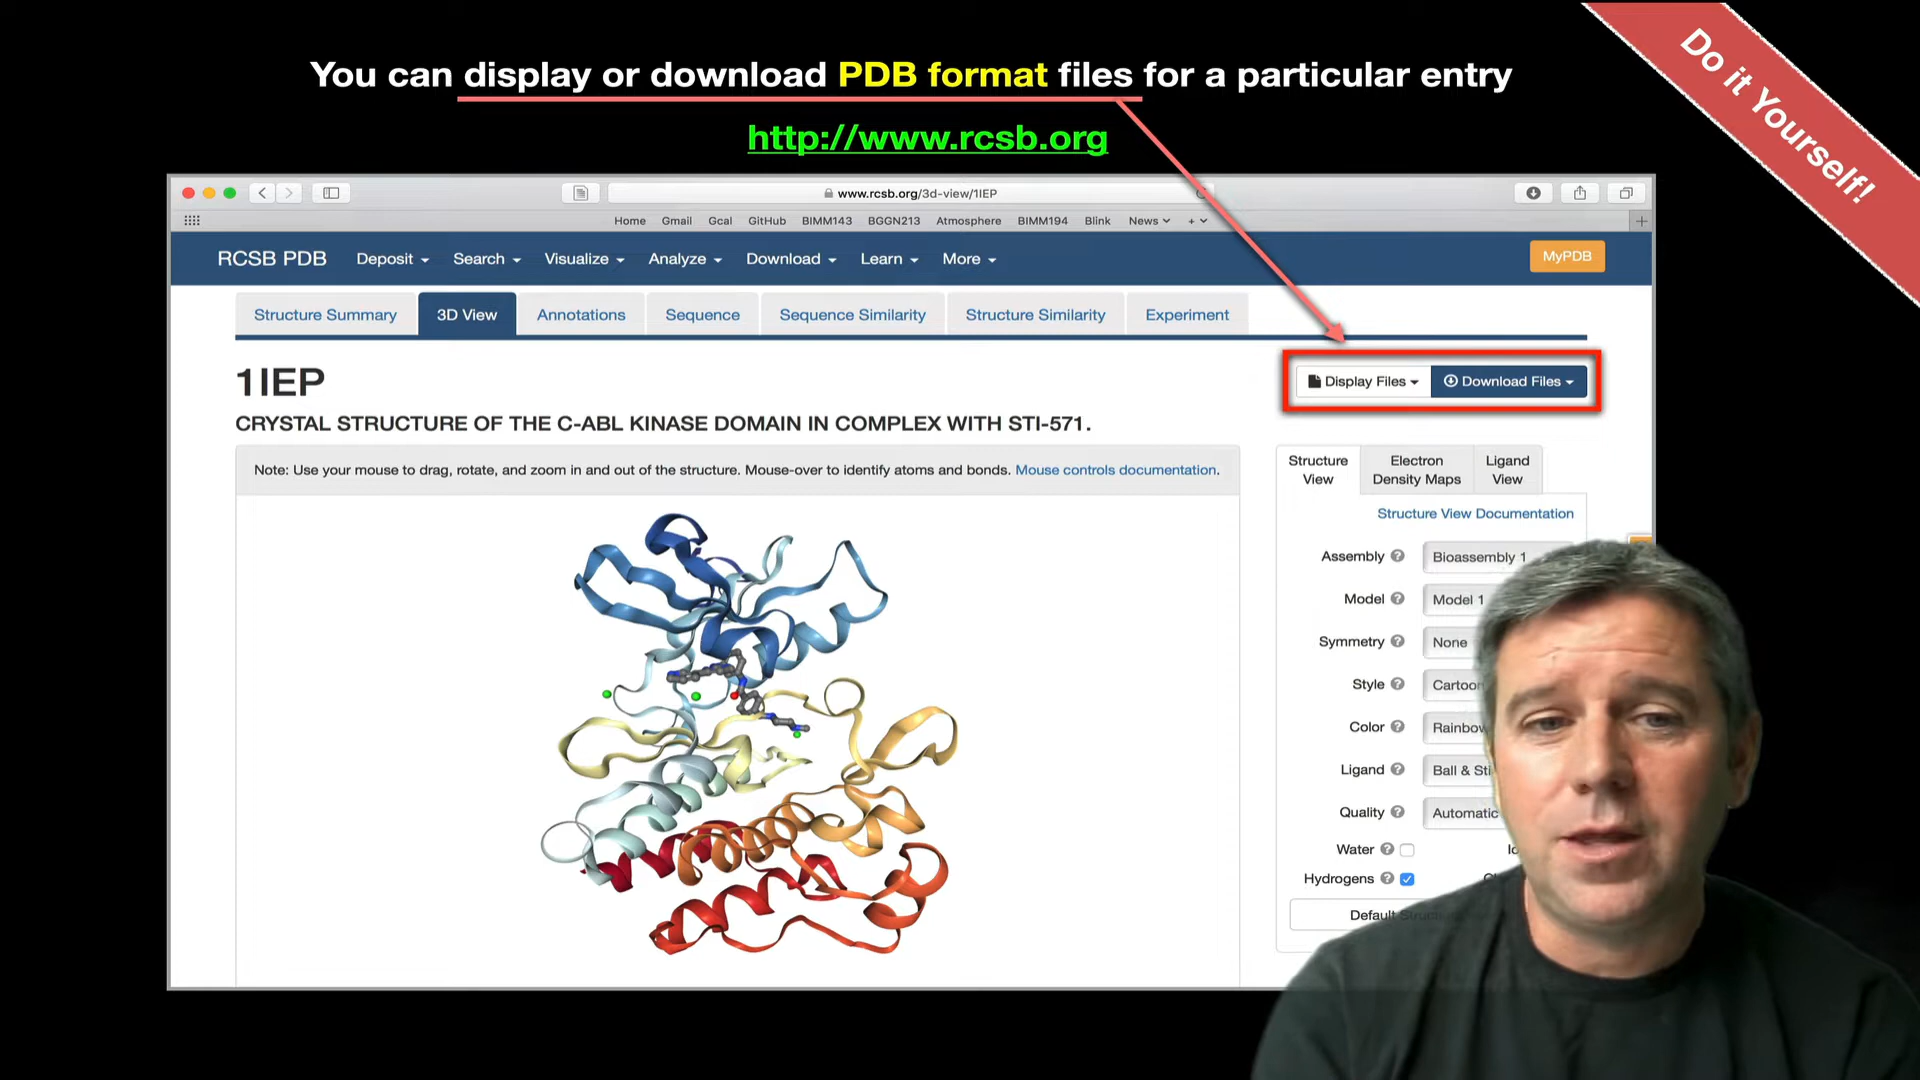 You can display or download PDB format files for a particular entry
Do it Yourself!
http://www.rcsb.org
www.rcsb.org/3d-view/1IEP
Home Gmail Gcal GitHub BIMM143 BGGN213 Atmosphere BIMM194 Blink News +
RCSB PDB Deposit Search Visualize Analyze Download Learn More MyPDB
Structure Summary 3D View Annotations Sequence Sequence Similarity Structure Similarity Experiment
1IEP
Display Files Download Files
CRYSTAL STRUCTURE OF THE C-ABL KINASE DOMAIN IN COMPLEX WITH STI-571.
Note: Use your mouse to drag, rotate, and zoom in and out of the structure. Mouse-over to identify atoms and bonds. Mouse controls documentation.
Structure View
Electron Density Maps
Ligand View
Structure View Documentation
Assembly ? Bioassembly 1
Model ? Model 1
Symmetry ? None
Style ? Cartoo
Color ? Rainbow
Ligand ? Ball & Sti
Quality ? Automatic
Water ?
Hydrogens ?
Default Struc